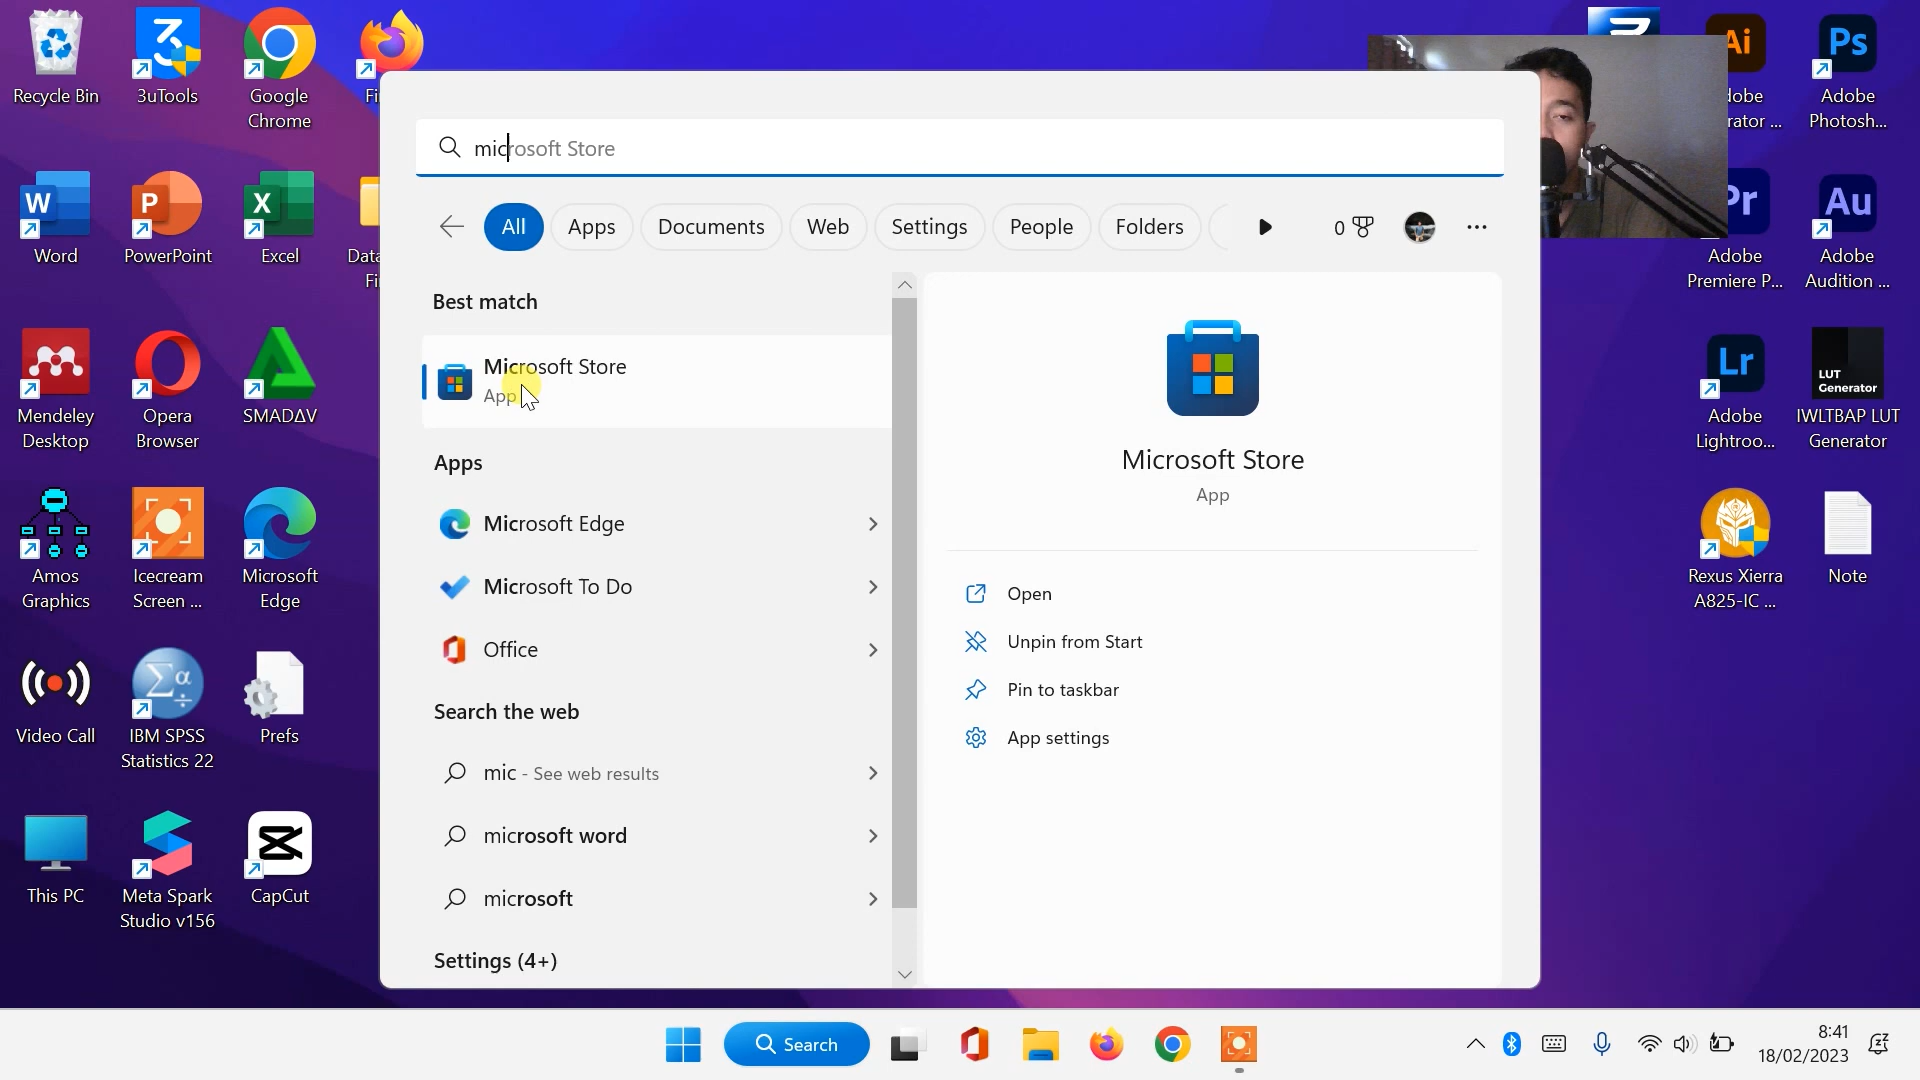 Recycle Bin
3uTools
Google
Chrome
Word
PowerPoint
Excel
Mendeley
Desktop
Opera
Browser
SMADΔV
Amos
Graphics
Icecream
Screen ...
Microsoft
Edge
Video Call
IBM SPSS
Statistics 22
Prefs
This PC
Meta Spark
Studio v156
CapCut
microsoft Store
All
Apps
Documents
Web
Settings
People
Folders
0
Best match
Microsoft Store
App
Apps
Microsoft Edge
Microsoft To Do
Office
Search the web
mic - See web results
microsoft word
microsoft
Settings (4+)
Microsoft Store
App
Open
Unpin from Start
Pin to taskbar
App settings
Ai
Ps
Adobe
Photosh...
Pr
Adobe
Premiere P...
Au
Adobe
Audition ...
Lr
Adobe
Lightroo...
LUT
Generator
IWLTBAP LUT
Generator
Rexus Xierra
A825-IC ...
Note
Search
8:41
18/02/2023